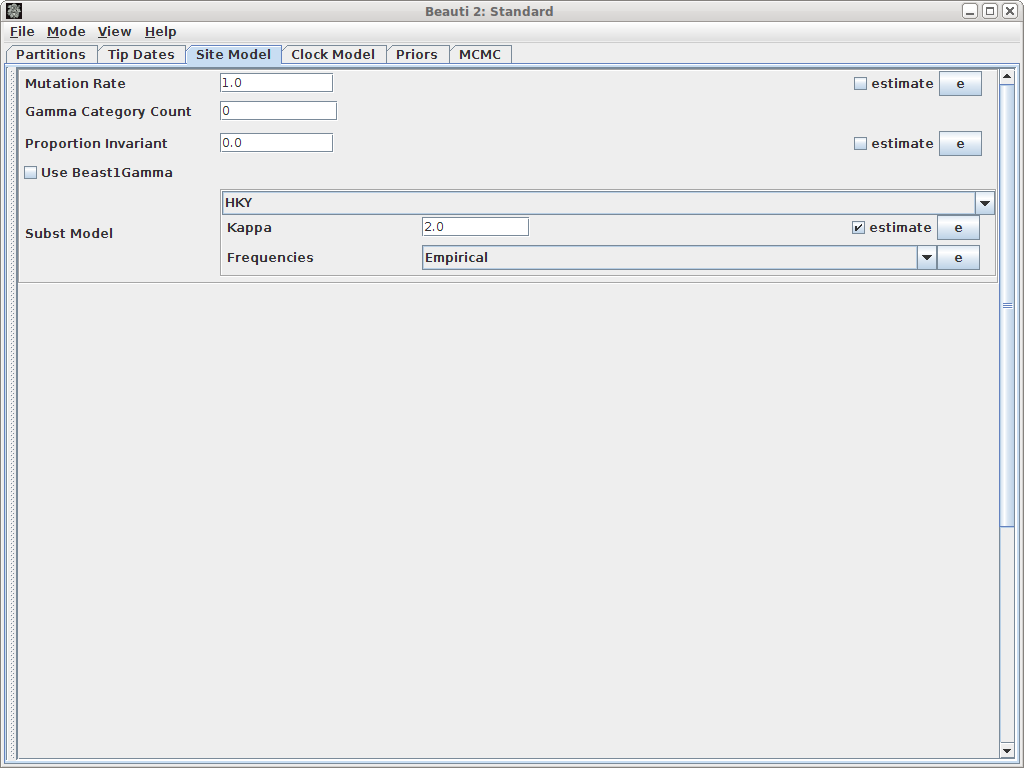 Beauti 2: Standard
File Mode View Help
Partitions Tip Dates Site Model Clock Model Priors MCMC
Mutation Rate 1.0 estimate e
Gamma Category Count 0
Proportion Invariant 0.0 estimate e
Use Beast1Gamma
HKY
Subst Model
Kappa 2.0 estimate e
Frequencies Empirical e